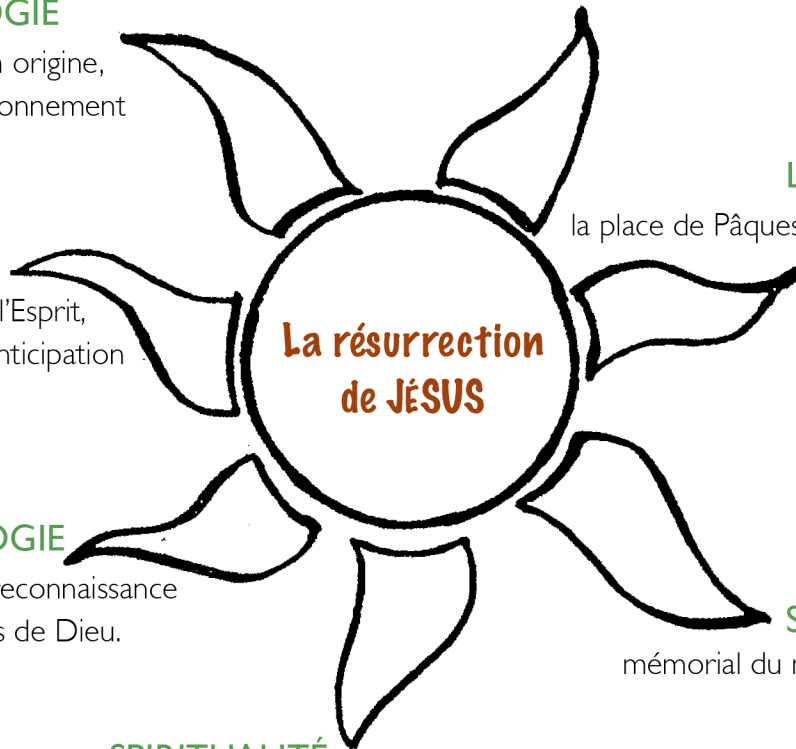 OGIE
origine,
onnement
L
la place de Pâques
l'Esprit,
nticipation
La résurrection
de JÉSUS
OGIE
reconnaissance
s de Dieu.
S
mémorial du
SPIRITUALITÉ